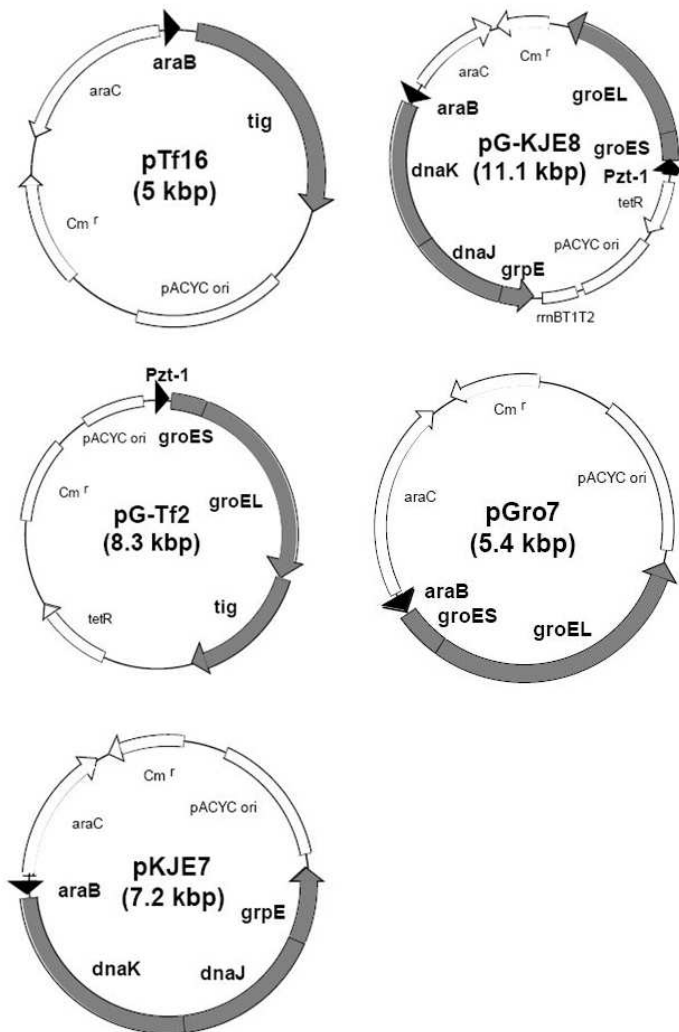 araB
araC
tig
pTf16
(5 kbp)
Cm r
pACYC ori
Cm r
araC
araB
groEL
pG-KJE8
(11.1 kbp)
groES
dnaK
Pzt-1
tetR
dnaJ
grpE
pACYC ori
rrnBT1T2
Pzt-1
pACYC ori
groES
Cm r
groEL
pG-Tf2
(8.3 kbp)
tig
tetR
Cm r
pACYC ori
araC
pGro7
(5.4 kbp)
araB
groES
groEL
Cm r
pACYC ori
araC
pKJE7
(7.2 kbp)
araB
grpE
dnaK
dnaJ